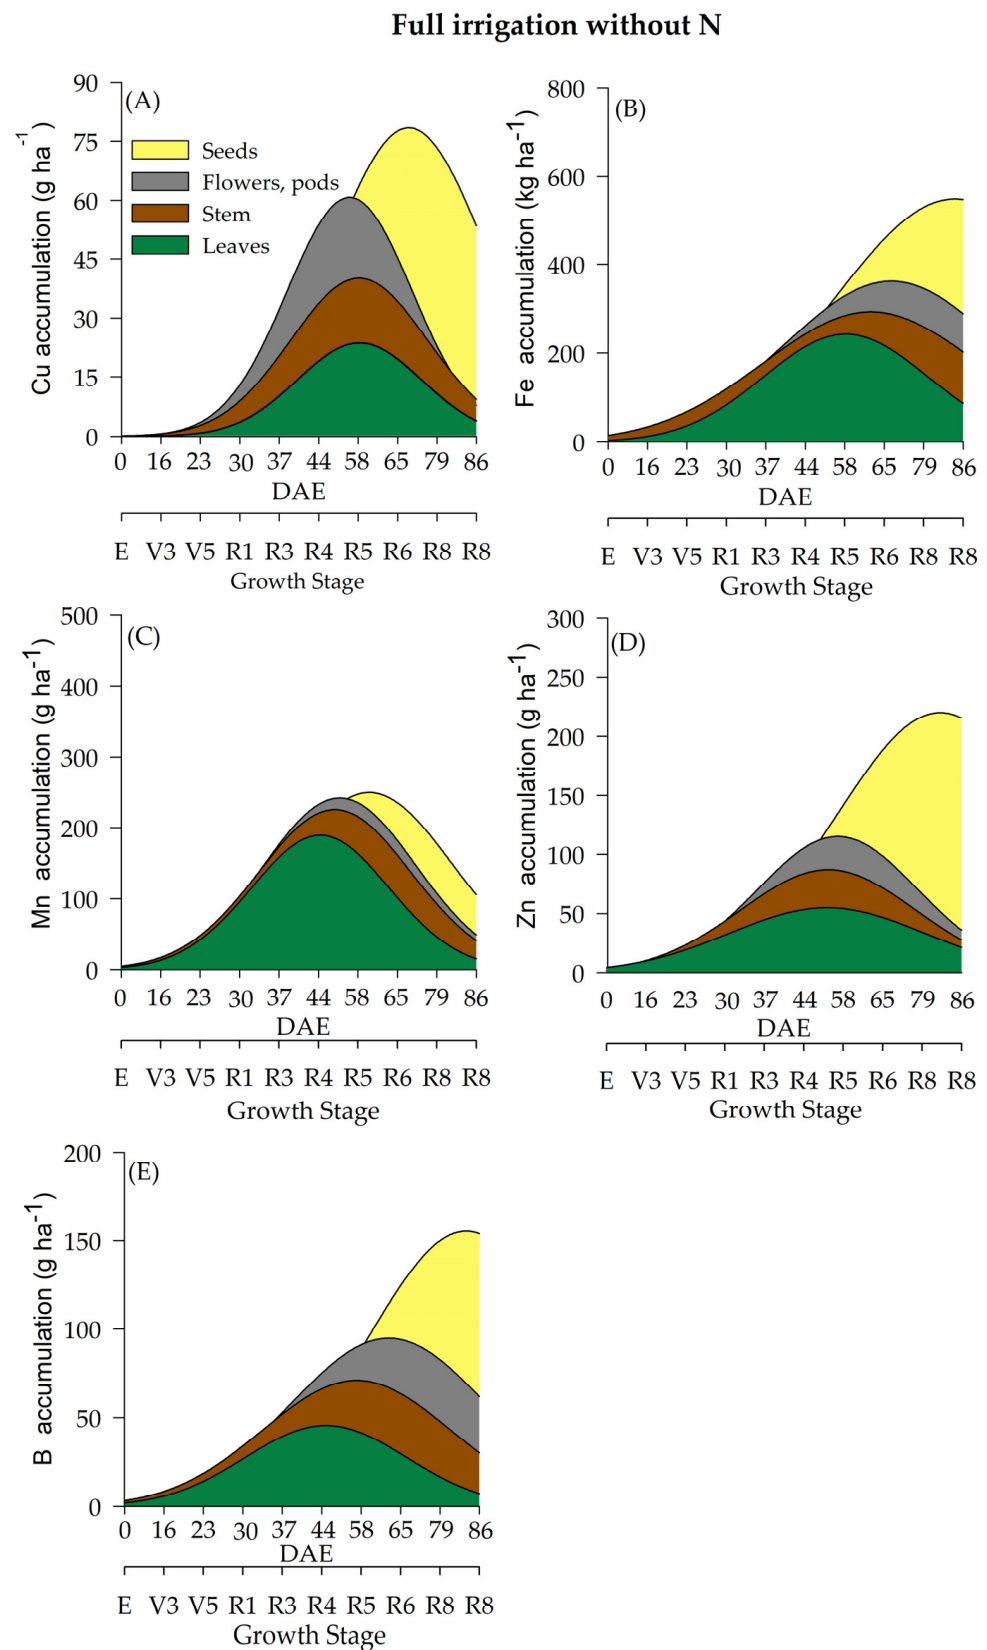 Full irrigation without N
(A)
Cu accumulation (g ha -1 )
90
75
60
45
30
15
0
Seeds
Flowers, pods
Stem
Leaves
0 16 23 30 37 44 58 65 79 86
DAE
E V3 V5 R1 R3 R4 R5 R6 R8 R8
Growth Stage
(B)
Fe accumulation (kg ha-1)
800
600
400
200
0
0 16 23 30 37 44 58 65 79 86
DAE
E V3 V5 R1 R3 R4 R5 R6 R8 R8
Growth Stage
(C)
Mn accumulation (g ha-1)
500
400
300
200
100
0
0 16 23 30 37 44 58 65 79 86
DAE
E V3 V5 R1 R3 R4 R5 R6 R8 R8
Growth Stage
(D)
Zn accumulation (g ha-1)
300
250
200
150
100
50
0
0 16 23 30 37 44 58 65 79 86
DAE
E V3 V5 R1 R3 R4 R5 R6 R8 R8
Growth Stage
(E)
B accumulation (g ha-1)
200
150
100
50
0
0 16 23 30 37 44 58 65 79 86
DAE
E V3 V5 R1 R3 R4 R5 R6 R8 R8
Growth Stage